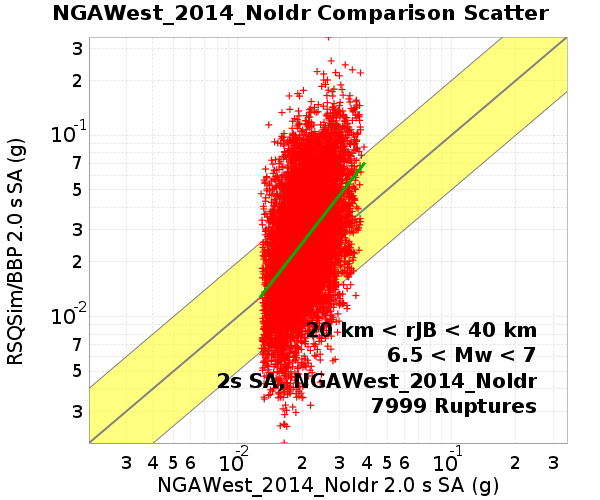 NGAWest_2014_NoIdr Comparison Scatter
3
2
10-1
7
5
3
2
10-2
7
5
3
RSQSim/BBP 2.0 s SA (g)
20 km < rJB < 40 km
6.5 < Mw < 7
2s SA, NGAWest_2014_NoIdr
7999 Ruptures
3 4 5 6 10-2 2 3 4 5 6 10-1 2 3
NGAWest_2014_NoIdr 2.0 s SA (g)